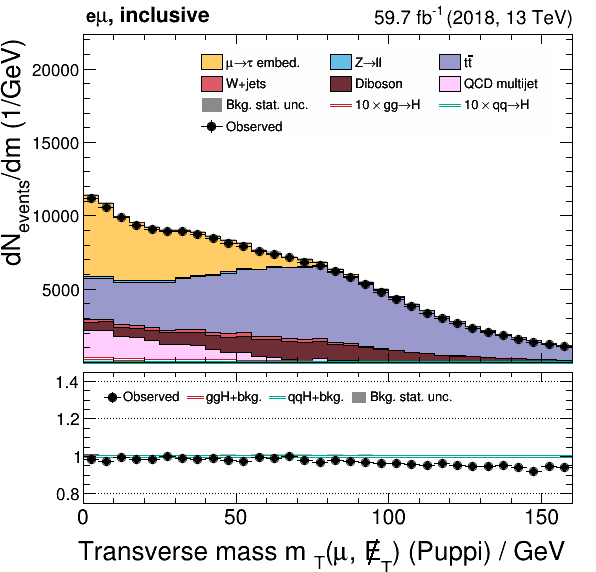 eμ, inclusive 59.7 fb⁻¹ (2018, 13 TeV)
dN_events/dm (1/GeV)
20000
15000
10000
5000
μ→τ embed. Z→ll tt̄
W+jets Diboson QCD multijet
Bkg. stat. unc. 10 × gg→H 10 × qq→H
Observed
1.4
1.2
1
0.8
Observed ggH+bkg. qqH+bkg. Bkg. stat. unc.
0 50 100 150
Transverse mass m_T(μ, E̸_T) (Puppi) / GeV